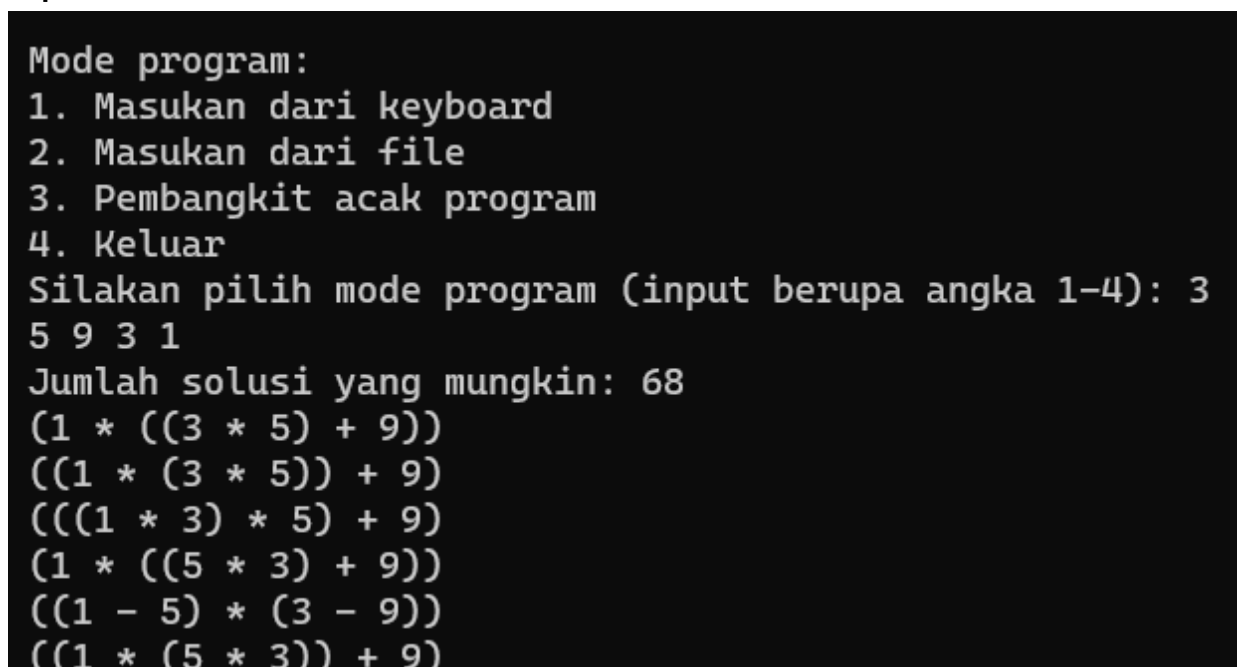 Mode program:
1. Masukan dari keyboard
2. Masukan dari file
3. Pembangkit acak program
4. Keluar
Silakan pilih mode program (input berupa angka 1-4): 3
5 9 3 1
Jumlah solusi yang mungkin: 68
(1 * ((3 * 5) + 9))
((1 * (3 * 5)) + 9)
(((1 * 3) * 5) + 9)
(1 * ((5 * 3) + 9))
((1 - 5) * (3 - 9))
((1 * (5 * 3)) + 9)